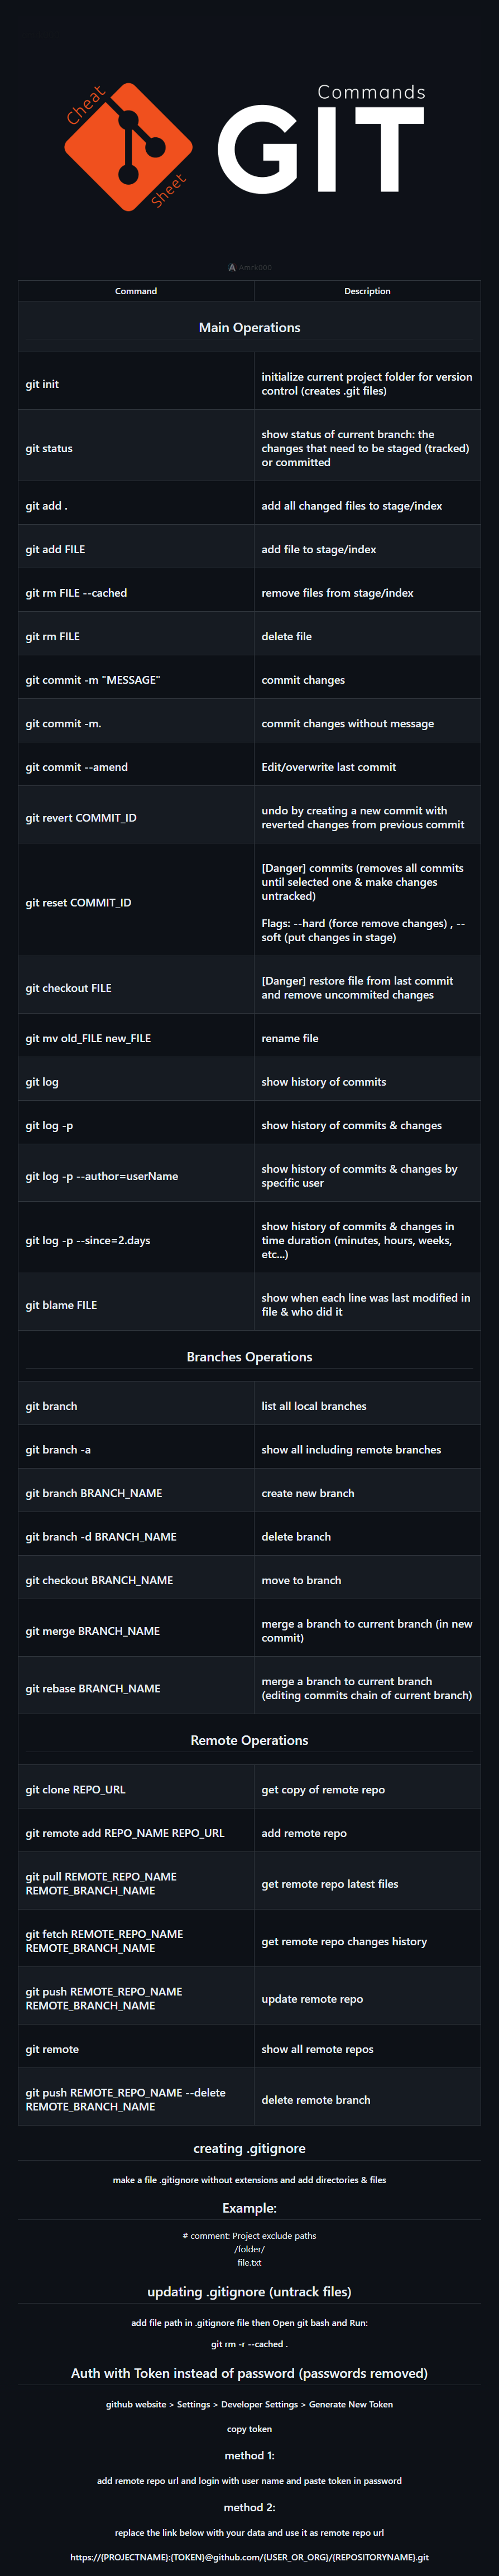 Commands
Cheat
GIT
Sheet
Amrk000
Command Description
Main Operations
git init
initialize current project folder for version
control (creates .git files)
git status
show status of current branch: the
changes that need to be staged (tracked)
or committed
git add .
add all changed files to stage/index
git add FILE
add file to stage/index
git rm FILE --cached
remove files from stage/index
git rm FILE
delete file
git commit -m "MESSAGE"
commit changes
git commit -m.
commit changes without message
git commit --amend
Edit/overwrite last commit
git revert COMMIT_ID
undo by creating a new commit with
reverted changes from previous commit
git reset COMMIT_ID
[Danger] commits (removes all commits
until selected one & make changes
untracked)
Flags: --hard (force remove changes) , --
soft (put changes in stage)
git checkout FILE
[Danger] restore file from last commit
and remove uncommited changes
git mv old_FILE new_FILE
rename file
git log
show history of commits
git log -p
show history of commits & changes
git log -p --author=userName
show history of commits & changes by
specific user
git log -p --since=2.days
show history of commits & changes in
time duration (minutes, hours, weeks,
etc...)
git blame FILE
show when each line was last modified in
file & who did it
Branches Operations
git branch
list all local branches
git branch -a
show all including remote branches
git branch BRANCH_NAME
create new branch
git branch -d BRANCH_NAME
delete branch
git checkout BRANCH_NAME
move to branch
git merge BRANCH_NAME
merge a branch to current branch (in new
commit)
git rebase BRANCH_NAME
merge a branch to current branch
(editing commits chain of current branch)
Remote Operations
git clone REPO_URL
get copy of remote repo
git remote add REPO_NAME REPO_URL
add remote repo
git pull REMOTE_REPO_NAME
REMOTE_BRANCH_NAME
get remote repo latest files
git fetch REMOTE_REPO_NAME
REMOTE_BRANCH_NAME
get remote repo changes history
git push REMOTE_REPO_NAME
REMOTE_BRANCH_NAME
update remote repo
git remote
show all remote repos
git push REMOTE_REPO_NAME --delete
REMOTE_BRANCH_NAME
delete remote branch
creating .gitignore
make a file .gitignore without extensions and add directories & files
Example:
# comment: Project exclude paths
/folder/
file.txt
updating .gitignore (untrack files)
add file path in .gitignore file then Open git bash and Run:
git rm -r --cached .
Auth with Token instead of password (passwords removed)
github website > Settings > Developer Settings > Generate New Token
copy token
method 1:
add remote repo url and login with user name and paste token in password
method 2:
replace the link below with your data and use it as remote repo url
https://{PROJECTNAME}:{TOKEN}@github.com/{USER_OR_ORG}/{REPOSITORYNAME}.git